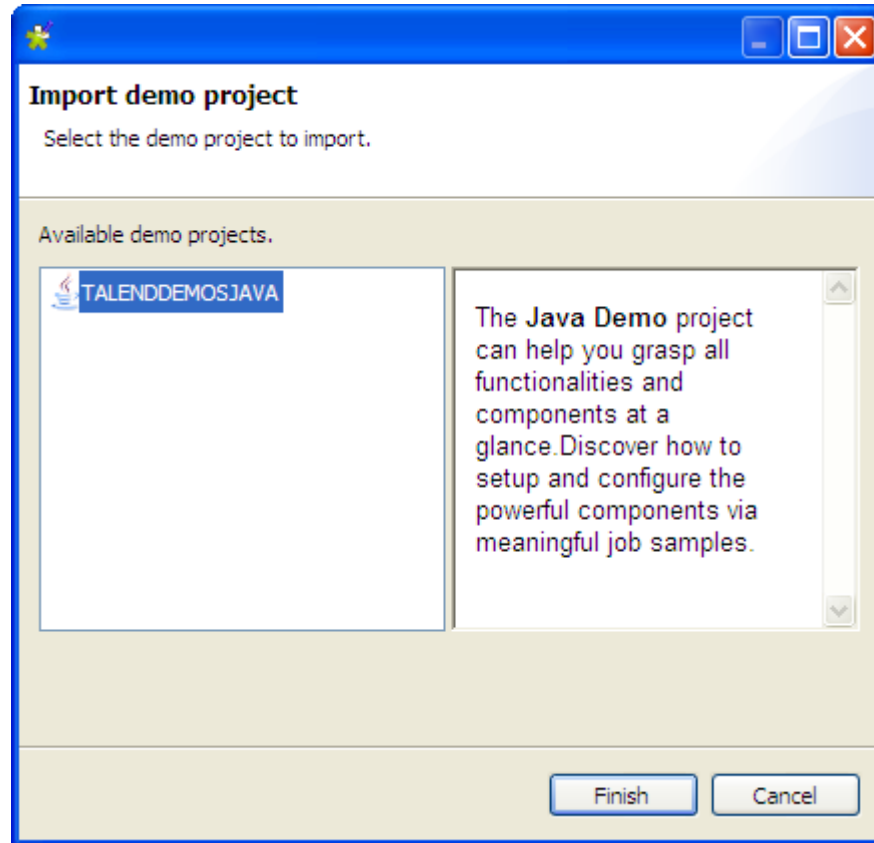 Import demo project
Select the demo project to import.
Available demo projects.
TALENDDEMOSJAVA
The Java Demo project
can help you grasp all
functionalities and
components at a
glance.Discover how to
setup and configure the
powerful components via
meaningful job samples.
Finish
Cancel